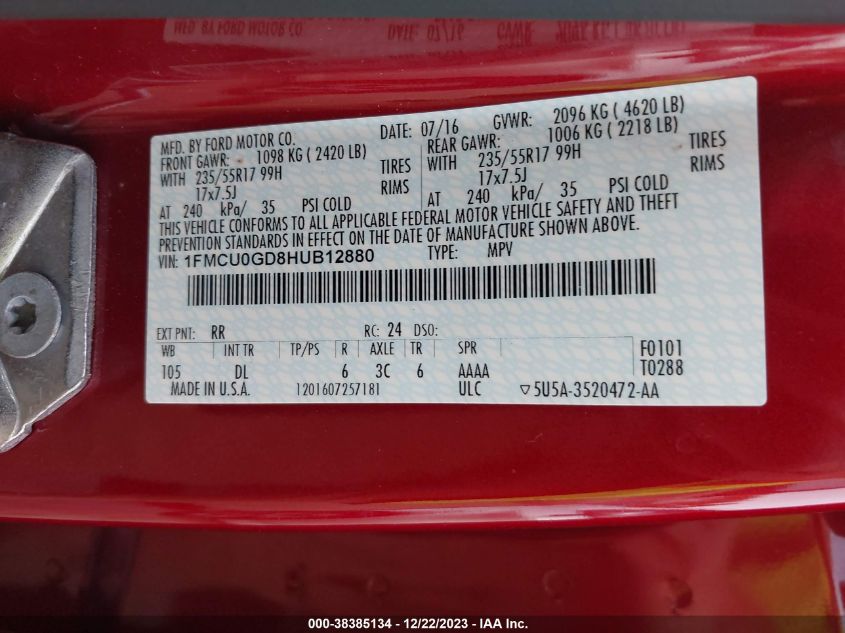 MFD. BY FORD MOTOR CO.
DATE: 07/16 GVWR: 2096 KG ( 4620 LB)
FRONT GAWR: 1098 KG ( 2420 LB)
REAR GAWR: 1006 KG ( 2218 LB)
WITH 235/55R17 99H TIRES
WITH 235/55R17 99H TIRES
17x7.5J RIMS
17x7.5J RIMS
AT 240 kPa/ 35 PSI COLD
AT 240 kPa/ 35 PSI COLD
THIS VEHICLE CONFORMS TO ALL APPLICABLE FEDERAL MOTOR VEHICLE SAFETY AND THEFT
PREVENTION STANDARDS IN EFFECT ON THE DATE OF MANUFACTURE SHOWN ABOVE.
VIN: 1FMCU0GD8HUB12880 TYPE: MPV
EXT PNT: RR RC: 24 DSO:
WB INT TR TP/PS R AXLE TR SPR F0101
105 DL 6 3C 6 AAAA T0288
MADE IN U.S.A. 1201607257181 ULC ▽5U5A-3520472-AA
000-38385134 - 12/22/2023 - IAA Inc.